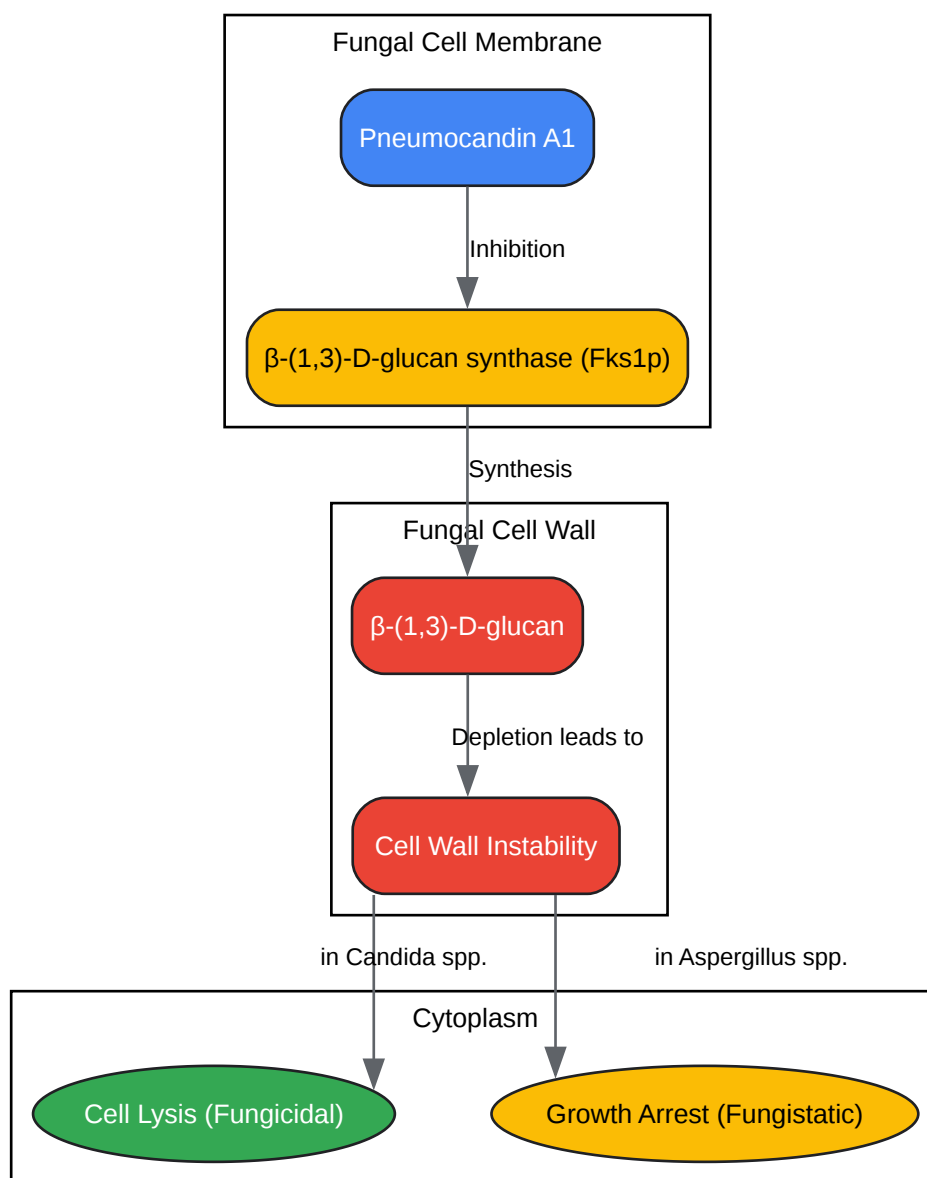 Fungal Cell Membrane
Pneumocandin A1
Inhibition
β-(1,3)-D-glucan synthase (Fks1p)
Synthesis
Fungal Cell Wall
β-(1,3)-D-glucan
Depletion leads to
Cell Wall Instability
in Candida spp.
in Aspergillus spp.
Cytoplasm
Cell Lysis (Fungicidal)
Growth Arrest (Fungistatic)